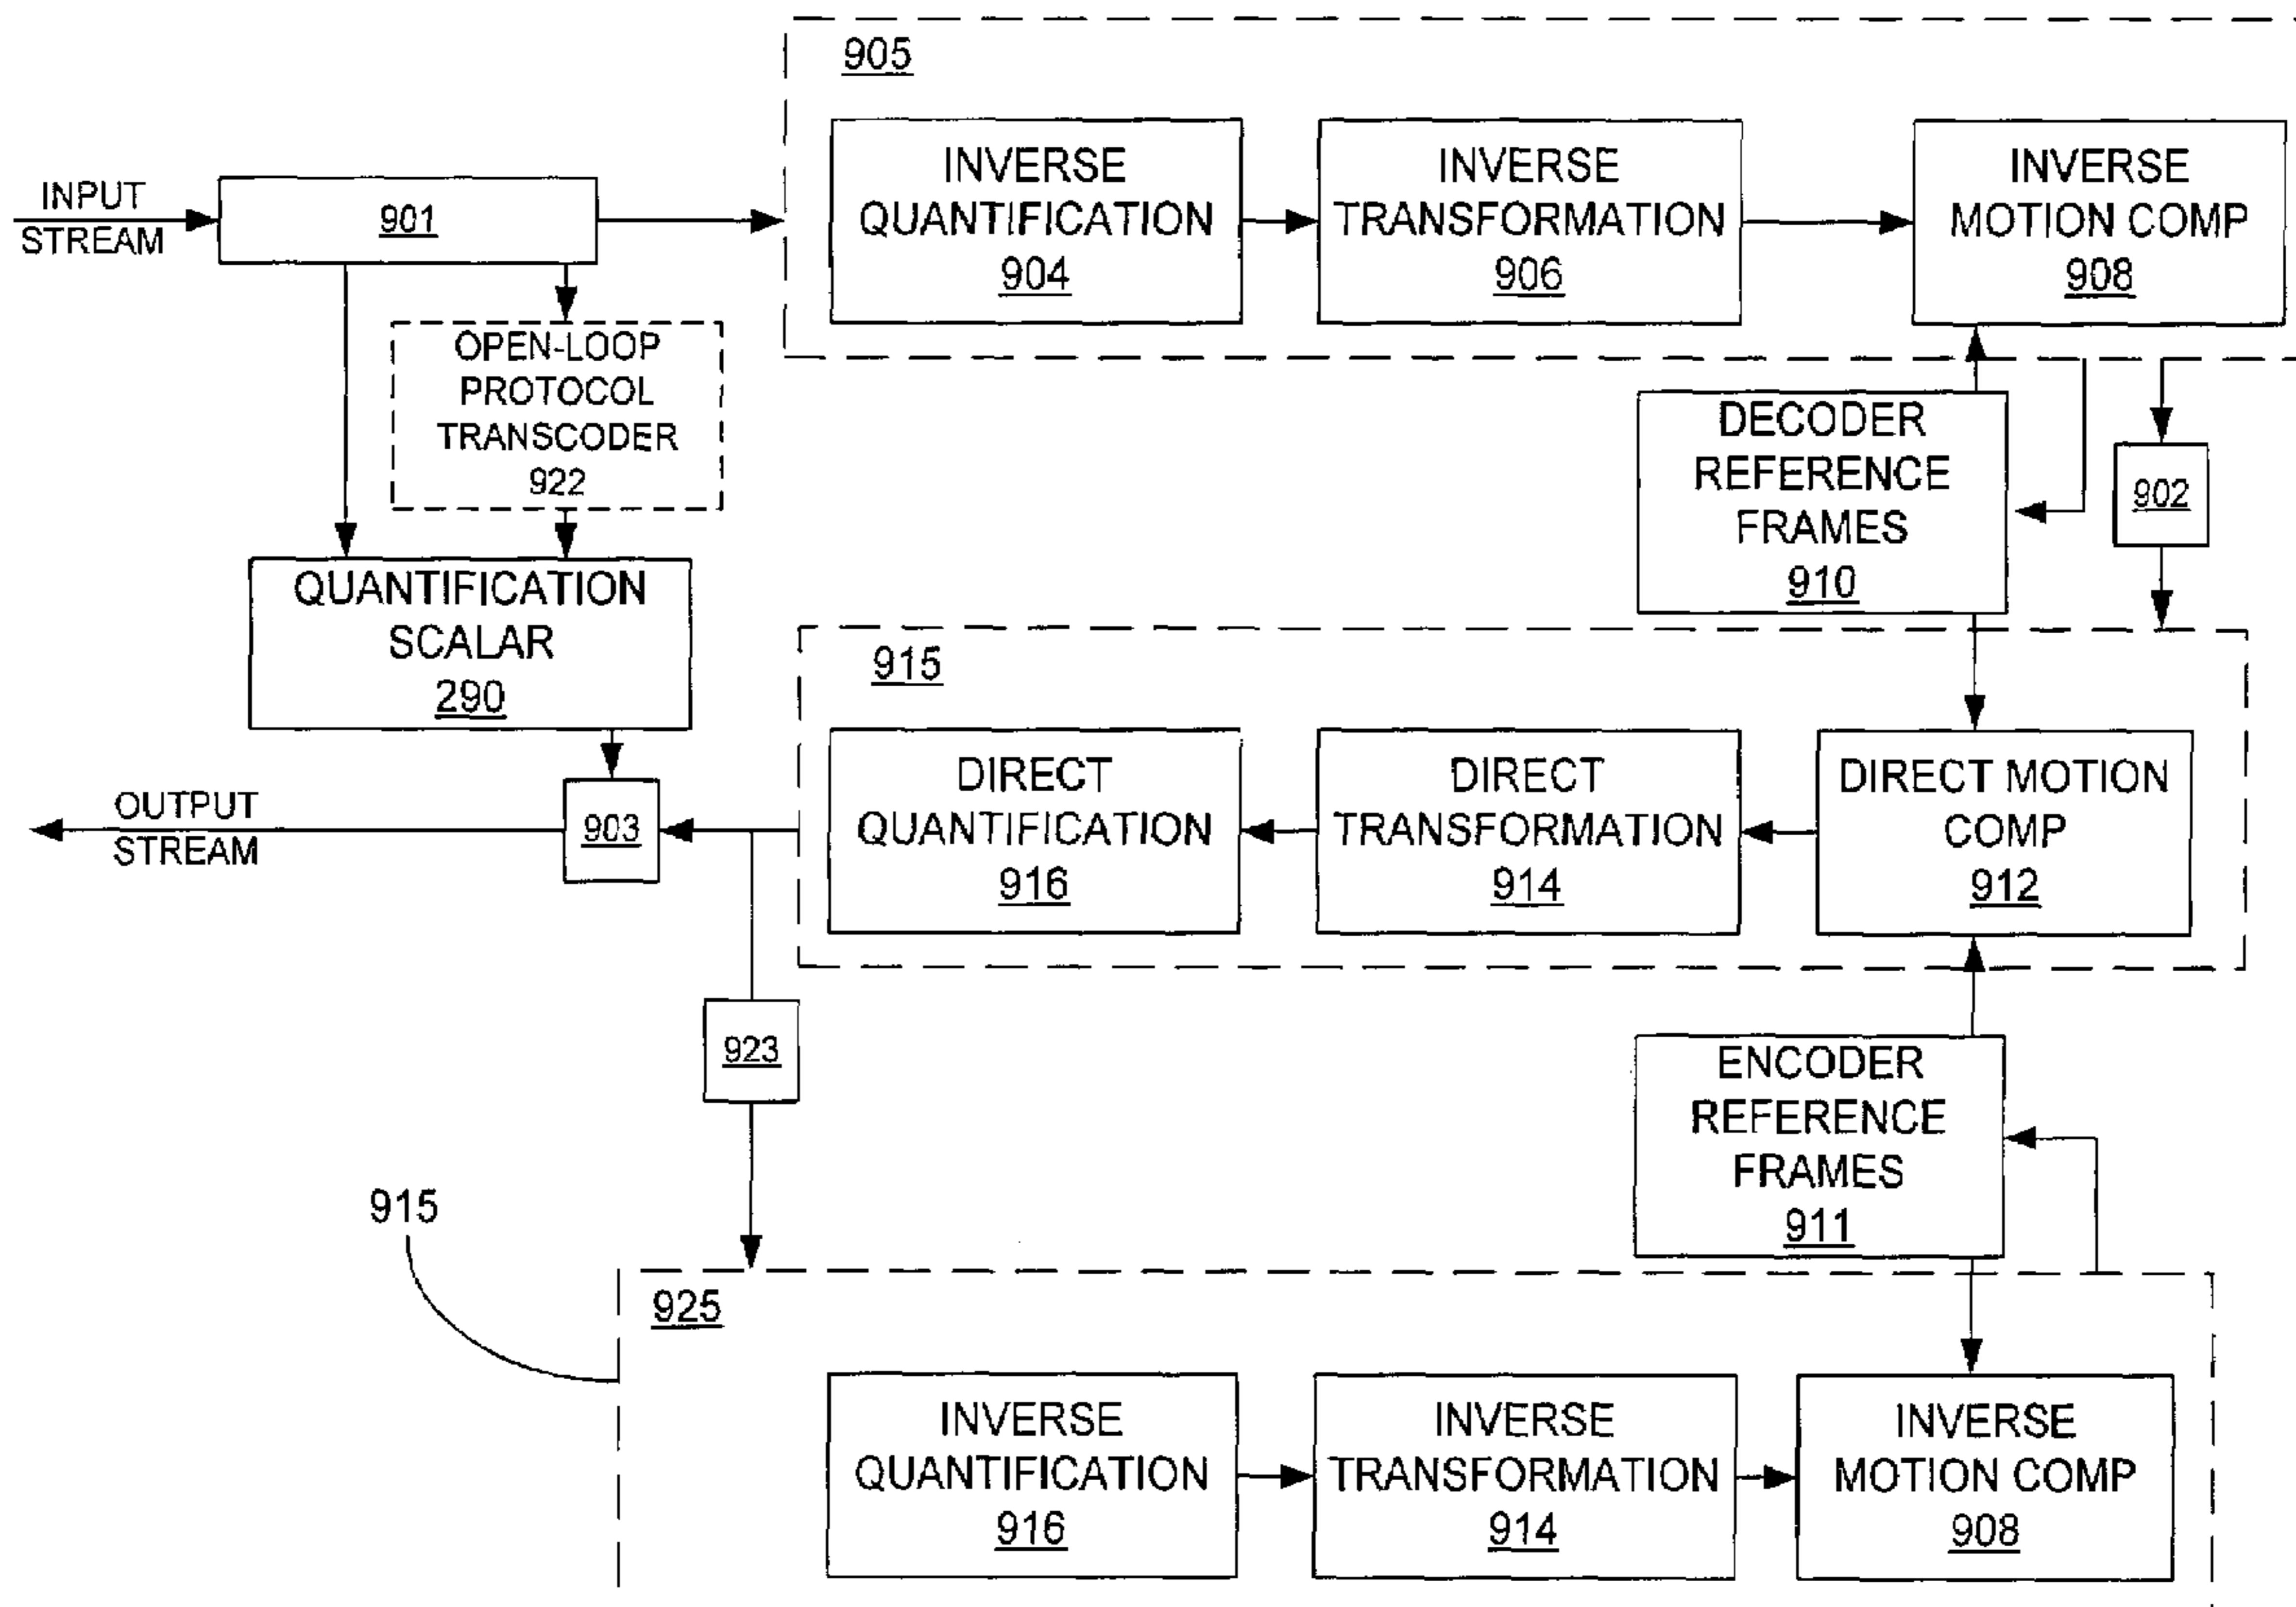 905
INPUT
STREAM
901
INVERSE
QUANTIFICATION
904
INVERSE
TRANSFORMATION
906
INVERSE
MOTION COMP
908
OPEN-LOOP
PROTOCOL
TRANSCODER
922
DECODER
REFERENCE
FRAMES
910
902
QUANTIFICATION
SCALAR
290
915
OUTPUT
STREAM
903
DIRECT
QUANTIFICATION
916
DIRECT
TRANSFORMATION
914
DIRECT MOTION
COMP
912
923
ENCODER
REFERENCE
FRAMES
911
915
925
INVERSE
QUANTIFICATION
916
INVERSE
TRANSFORMATION
914
INVERSE
MOTION COMP
908